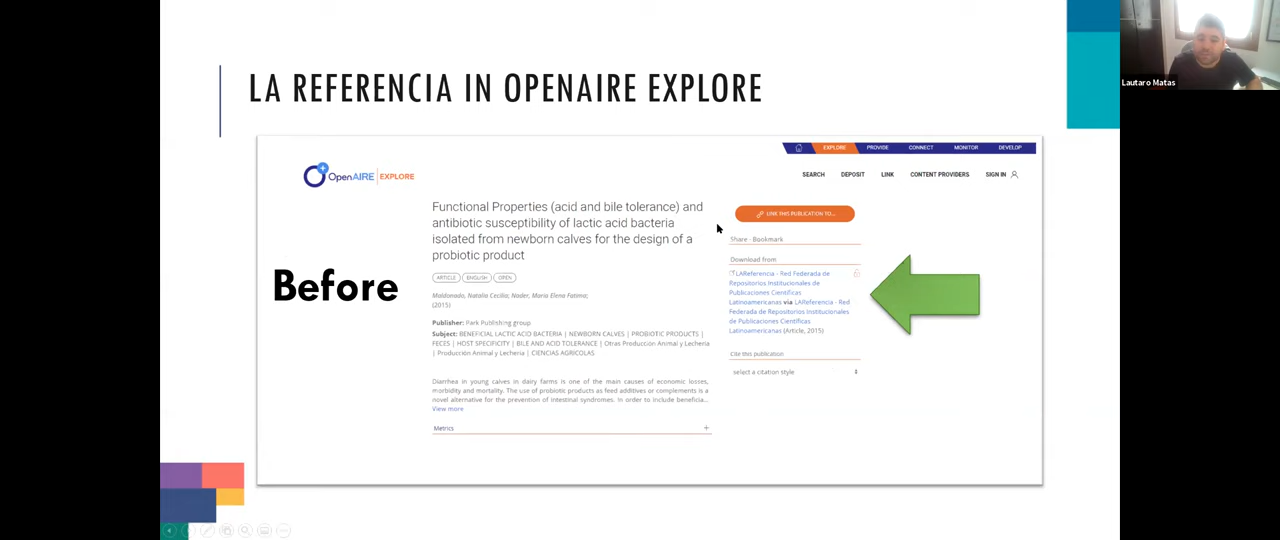 Lautaro Matas
LA REFERENCIA IN OPENAIRE EXPLORE
EXPLORE PROVIDE CONNECT MONITOR DEVELOP
OpenAIRE | EXPLORE
SEARCH DEPOSIT LINK CONTENT PROVIDERS SIGN IN
Before
Functional Properties (acid and bile tolerance) and
antibiotic susceptibility of lactic acid bacteria
isolated from newborn calves for the design of a
probiotic product
ARTICLE ENGLISH OPEN
Maldonado, Natalia Cecilia; Náder, María Elena Fatima;
(2015)
Publisher: Park Publishing group
Subject: BENEFICIAL LACTIC ACID BACTERIA | NEWBORN CALVES | PROBIOTIC PRODUCTS |
FECES | HOST SPECIFICITY | BILE AND ACID TOLERANCE | Otras Producción Animal y Lechería
| Producción Animal y Lechería | CIENCIAS AGRÍCOLAS
Diarrhea in young calves in dairy farms is one of the main causes of economic losses,
morbidity and mortality. The use of probiotic products as feed additives or complements is a
novel alternative for the prevention of intestinal syndromes. In order to include beneficia...
View more
Metrics +
LINK THIS PUBLICATION TO...
Share - Bookmark
Download from
LAReferencia - Red Federada de
Repositorios Institucionales de
Publicaciones Científicas
Latinoamericanas via LAReferencia - Red
Federada de Repositorios Institucionales
de Publicaciones Científicas
Latinoamericanas (Article, 2015)
Cite this publication
select a citation style